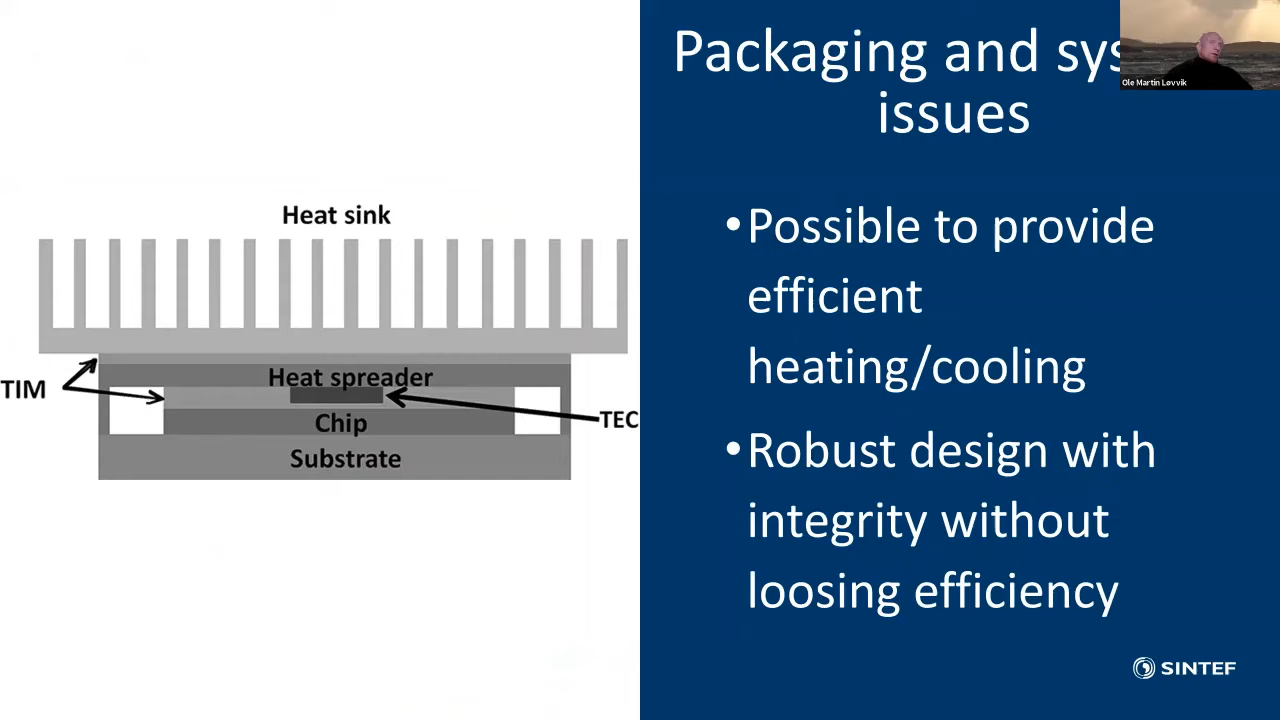 Heat sink
TIM
Heat spreader
TEC
Chip
Substrate
Packaging and sys
issues
Ole Martin Løvvik
•Possible to provide
efficient
heating/cooling
•Robust design with
integrity without
loosing efficiency
SINTEF